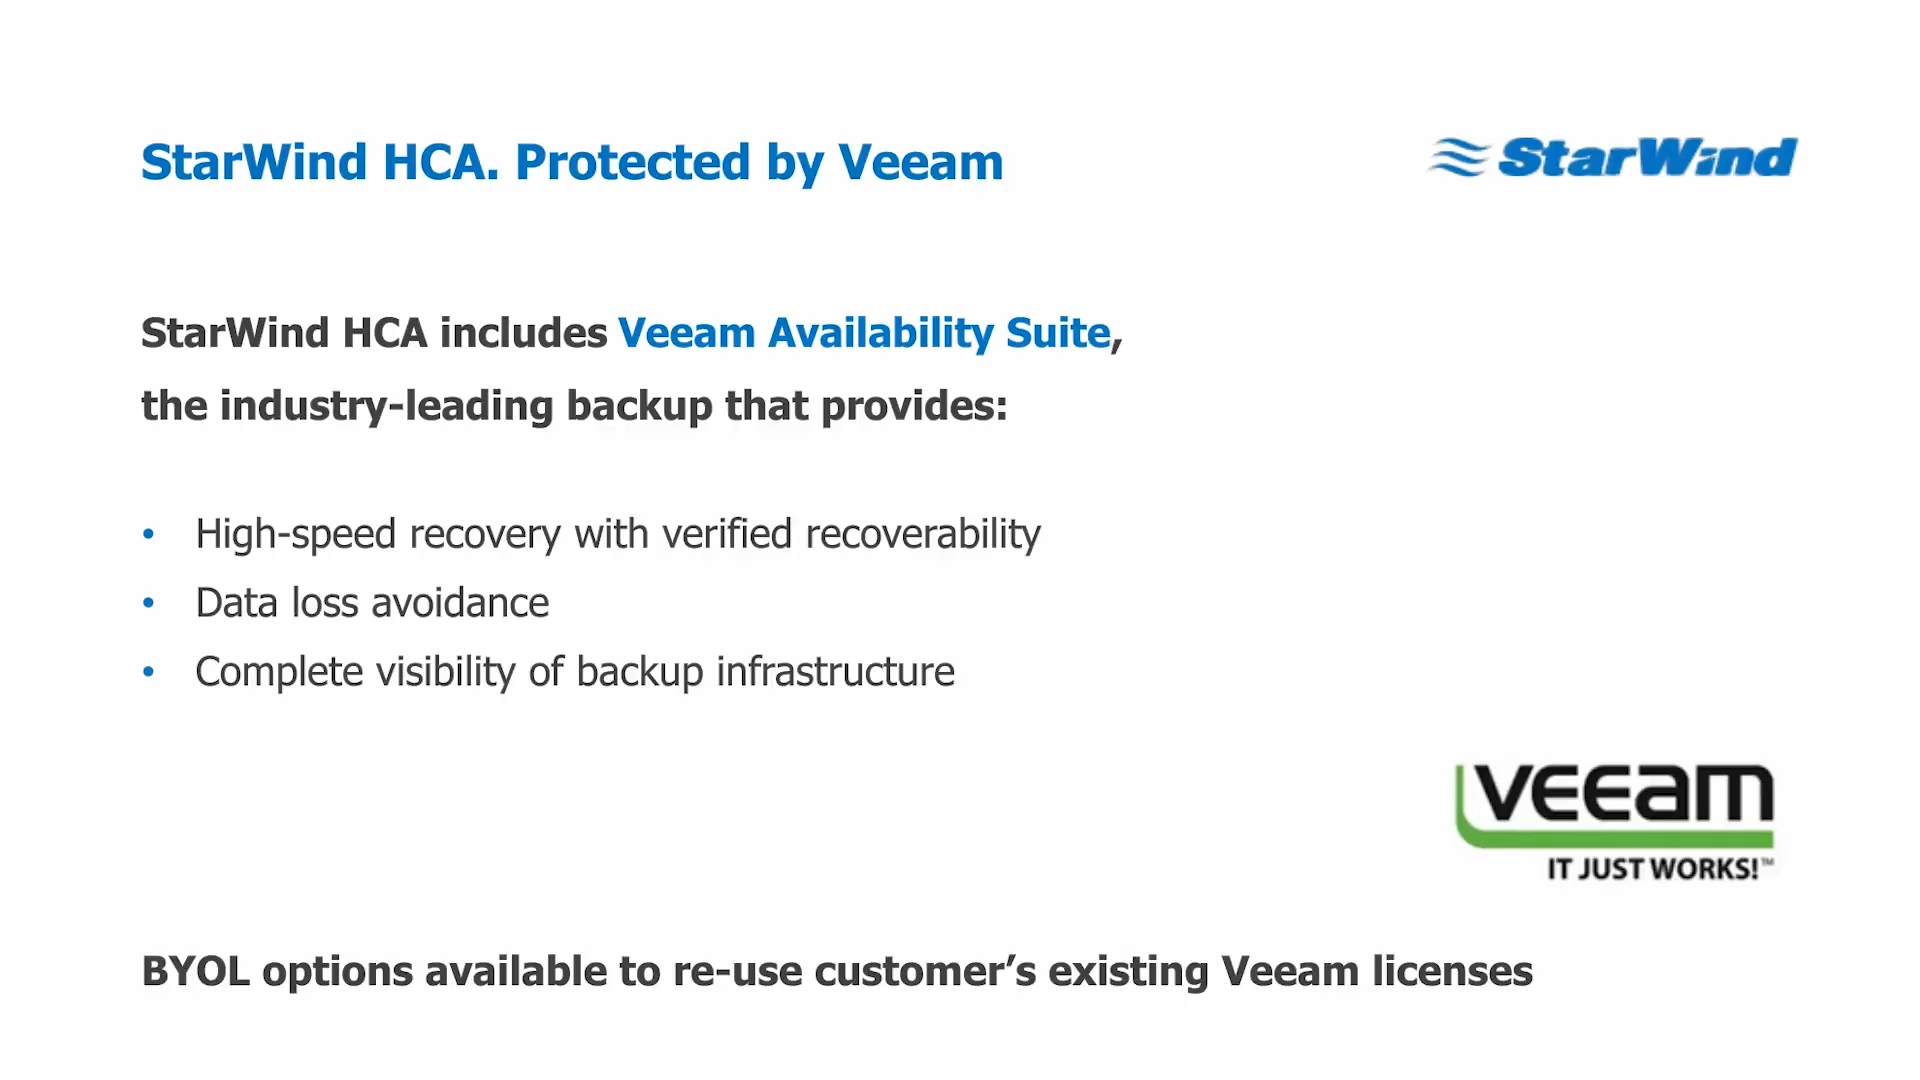 StarWind HCA. Protected by Veeam
StarWind
StarWind HCA includes Veeam Availability Suite,
the industry-leading backup that provides:
• High-speed recovery with verified recoverability
• Data loss avoidance
• Complete visibility of backup infrastructure
veeam
IT JUST WORKS!™
BYOL options available to re-use customer’s existing Veeam licenses